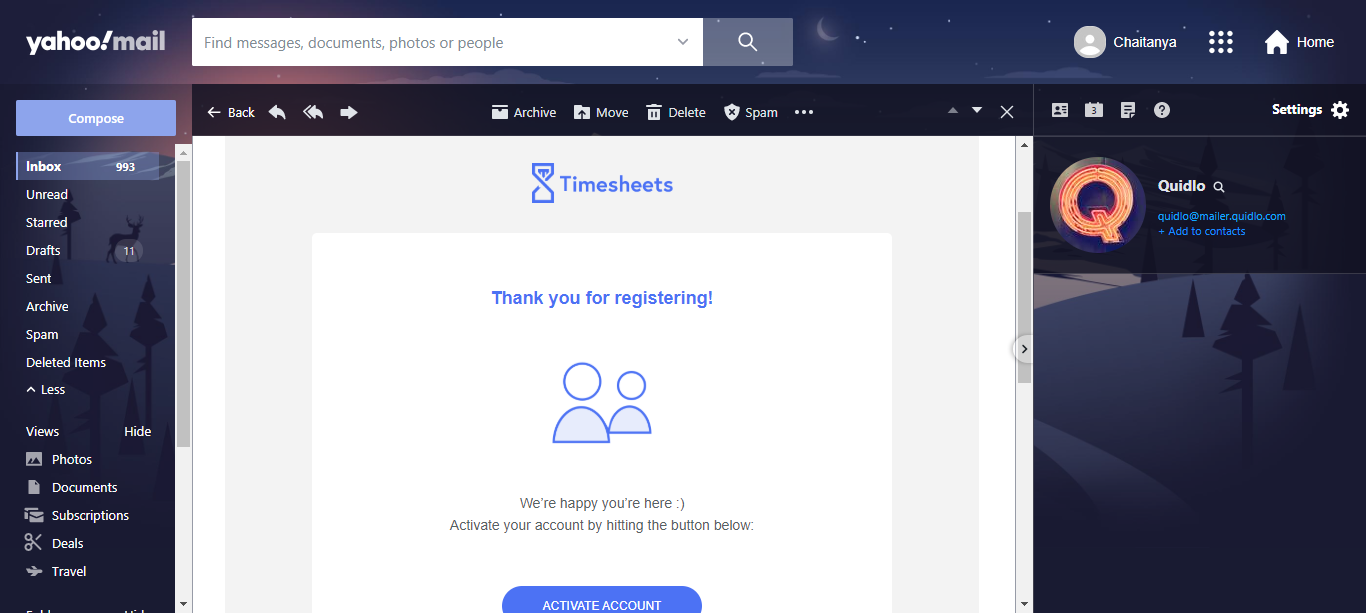 yahoo!mail
Find messages, documents, photos or people
Chaitanya
Home
Compose
Back
Archive
Move
Delete
Spam
3
Settings
Inbox 993
Unread
Starred
Drafts 11
Sent
Archive
Spam
Deleted Items
Less
Views Hide
Photos
Documents
Subscriptions
Deals
Travel
Timesheets
Thank you for registering!
We're happy you're here :)
Activate your account by hitting the button below:
ACTIVATE ACCOUNT
Q
Quidlo
quidlo@mailer.quidlo.com
+ Add to contacts